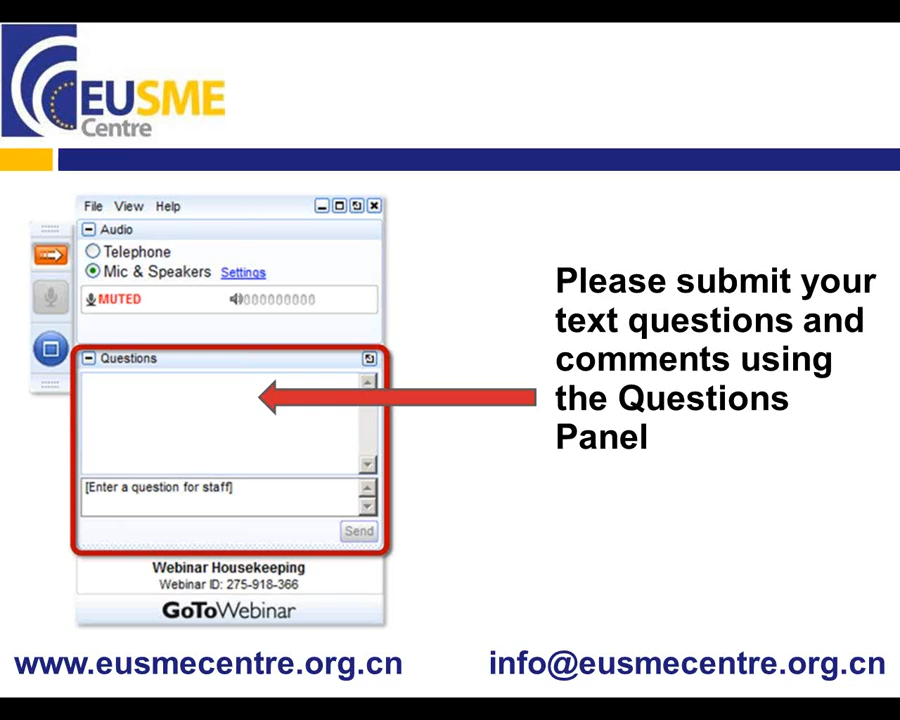 EUSME
Centre
File View Help
Audio
Telephone
Mic & Speakers Settings
MUTED 000000000
Questions
[Enter a question for staff]
Send
Webinar Housekeeping
Webinar ID: 275-918-366
GoToWebinar
Please submit your
text questions and
comments using
the Questions
Panel
www.eusmecentre.org.cn info@eusmecentre.org.cn